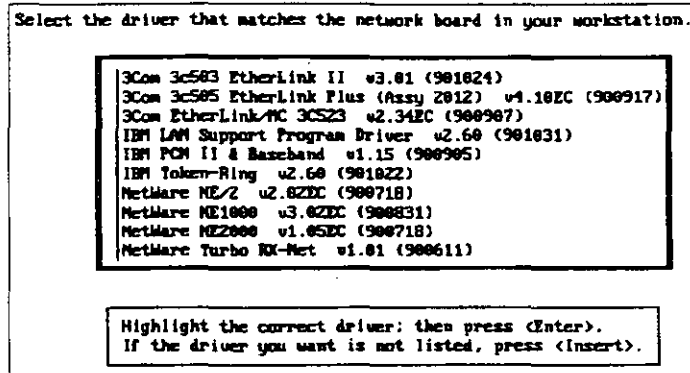 Select the driver that matches the network board in your workstation.
3Com 3c503 EtherLink II v3.01 (901024)
3Com 3c505 EtherLink Plus (Assy 2012) v4.10EC (900917)
3Com EtherLink/MC 3C523 v2.34EC (900907)
IBM LAN Support Program Driver v2.60 (901031)
IBM PCN II & Baseband v1.15 (900905)
IBM Token-Ring v2.60 (901022)
NetWare NE/2 v2.02EC (900718)
NetWare NE1000 v3.02EC (900831)
NetWare NE2000 v1.05EC (900718)
NetWare Turbo RX-Net v1.01 (900611)
Highlight the correct driver; then press <Enter>.
If the driver you want is not listed, press <Insert>.